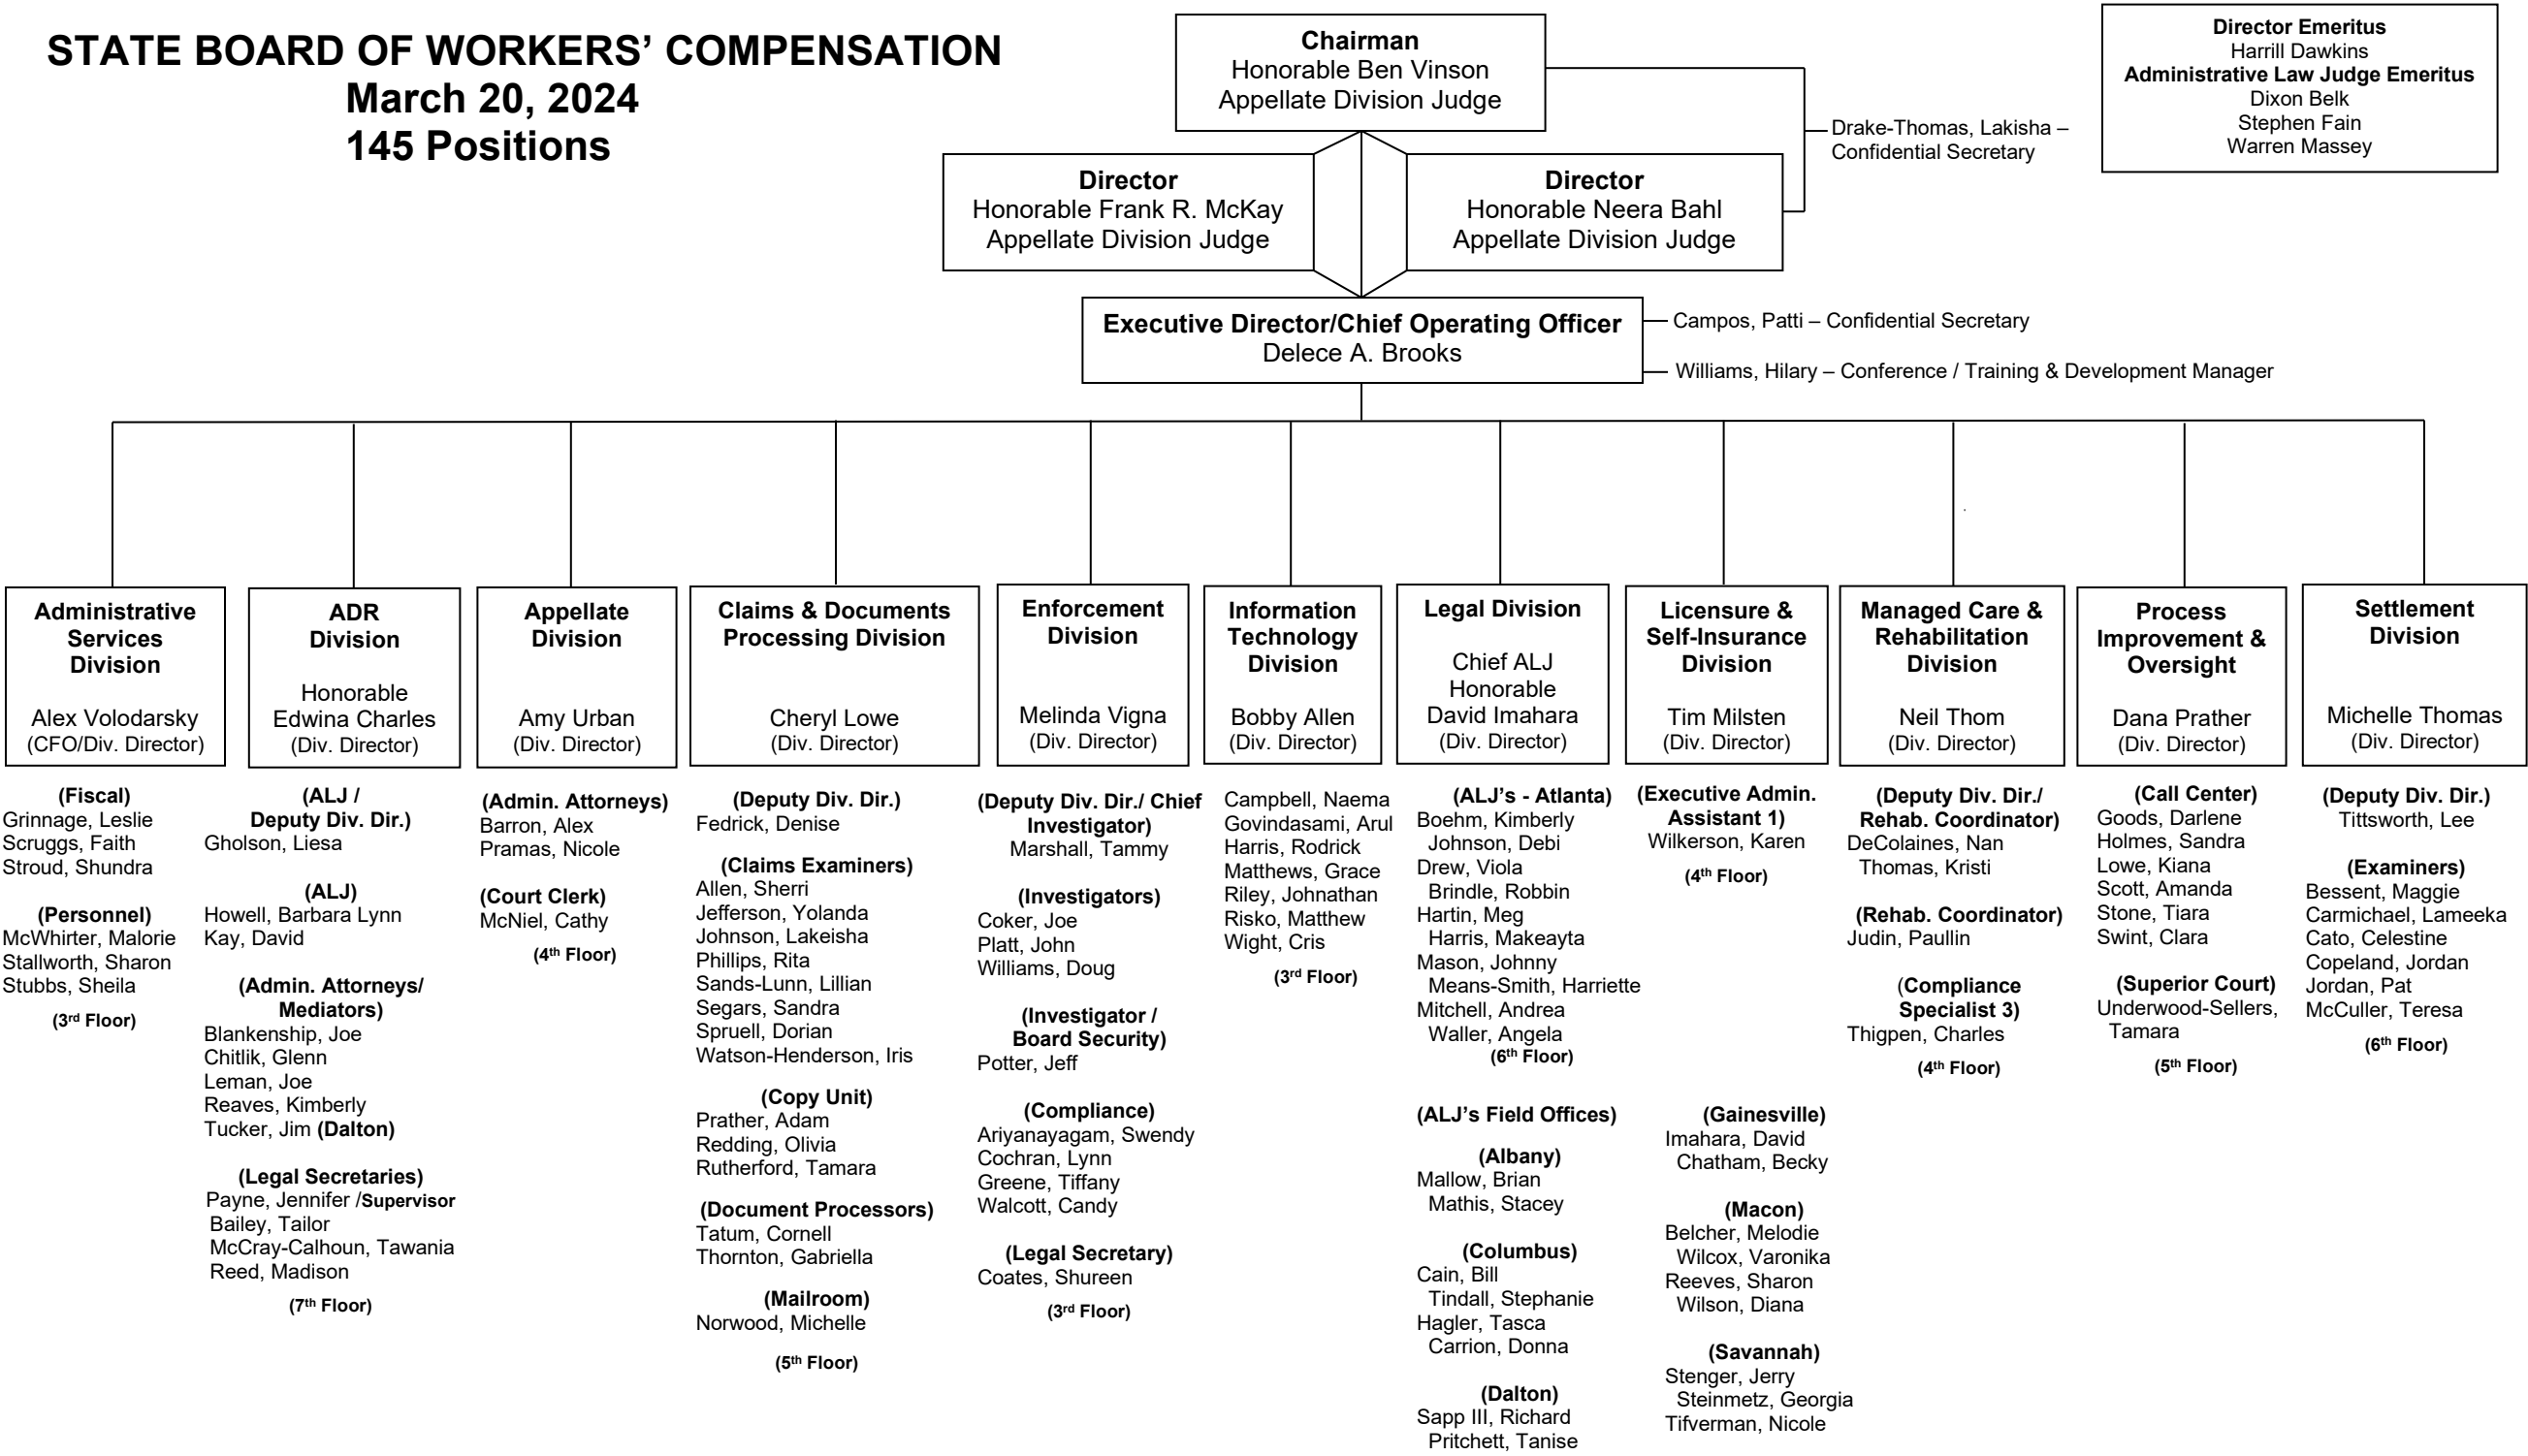 STATE BOARD OF WORKERS’ COMPENSATION
March 20, 2024
145 Positions
Chairman
Honorable Ben Vinson
Appellate Division Judge
Director Emeritus
Harrill Dawkins
Administrative Law Judge Emeritus
Dixon Belk
Stephen Fain
Warren Massey
Drake-Thomas, Lakisha –
Confidential Secretary
Director
Honorable Frank R. McKay
Appellate Division Judge
Director
Honorable Neera Bahl
Appellate Division Judge
Executive Director/Chief Operating Officer
Delece A. Brooks
Campos, Patti – Confidential Secretary
Williams, Hilary – Conference / Training & Development Manager
Administrative
Services
Division
Alex Volodarsky
(CFO/Div. Director)
(Fiscal)
Grinnage, Leslie
Scruggs, Faith
Stroud, Shundra
(Personnel)
McWhirter, Malorie
Stallworth, Sharon
Stubbs, Sheila
(3rd Floor)
ADR
Division
Honorable
Edwina Charles
(Div. Director)
(ALJ /
Deputy Div. Dir.)
Gholson, Liesa
(ALJ)
Howell, Barbara Lynn
Kay, David
(Admin. Attorneys/
Mediators)
Blankenship, Joe
Chitlik, Glenn
Leman, Joe
Reaves, Kimberly
Tucker, Jim (Dalton)
(Legal Secretaries)
Payne, Jennifer /Supervisor
Bailey, Tailor
McCray-Calhoun, Tawania
Reed, Madison
(7th Floor)
Appellate
Division
Amy Urban
(Div. Director)
(Admin. Attorneys)
Barron, Alex
Pramas, Nicole
(Court Clerk)
McNiel, Cathy
(4th Floor)
Claims & Documents
Processing Division
Cheryl Lowe
(Div. Director)
(Deputy Div. Dir.)
Fedrick, Denise
(Claims Examiners)
Allen, Sherri
Jefferson, Yolanda
Johnson, Lakeisha
Phillips, Rita
Sands-Lunn, Lillian
Segars, Sandra
Spruell, Dorian
Watson-Henderson, Iris
(Copy Unit)
Prather, Adam
Redding, Olivia
Rutherford, Tamara
(Document Processors)
Tatum, Cornell
Thornton, Gabriella
(Mailroom)
Norwood, Michelle
(5th Floor)
Enforcement
Division
Melinda Vigna
(Div. Director)
(Deputy Div. Dir./ Chief
Investigator)
Marshall, Tammy
(Investigators)
Coker, Joe
Platt, John
Williams, Doug
(Investigator /
Board Security)
Potter, Jeff
(Compliance)
Ariyanayagam, Swendy
Cochran, Lynn
Greene, Tiffany
Walcott, Candy
(Legal Secretary)
Coates, Shureen
(3rd Floor)
Information
Technology
Division
Bobby Allen
(Div. Director)
Campbell, Naema
Govindasami, Arul
Harris, Rodrick
Matthews, Grace
Riley, Johnathan
Risko, Matthew
Wight, Cris
(3rd Floor)
Legal Division
Chief ALJ
Honorable
David Imahara
(Div. Director)
(ALJ’s - Atlanta)
Boehm, Kimberly
Johnson, Debi
Drew, Viola
Brindle, Robbin
Hartin, Meg
Harris, Makeayta
Mason, Johnny
Means-Smith, Harriette
Mitchell, Andrea
Waller, Angela
(6th Floor)
(ALJ’s Field Offices)
(Albany)
Mallow, Brian
Mathis, Stacey
(Columbus)
Cain, Bill
Tindall, Stephanie
Hagler, Tasca
Carrion, Donna
(Dalton)
Sapp III, Richard
Pritchett, Tanise
(Gainesville)
Imahara, David
Chatham, Becky
(Macon)
Belcher, Melodie
Wilcox, Varonika
Reeves, Sharon
Wilson, Diana
(Savannah)
Stenger, Jerry
Steinmetz, Georgia
Tifverman, Nicole
Licensure &
Self-Insurance
Division
Tim Milsten
(Div. Director)
(Executive Admin.
Assistant 1)
Wilkerson, Karen
(4th Floor)
Managed Care &
Rehabilitation
Division
Neil Thom
(Div. Director)
(Deputy Div. Dir./
Rehab. Coordinator)
DeColaines, Nan
Thomas, Kristi
(Rehab. Coordinator)
Judin, Paullin
(Compliance
Specialist 3)
Thigpen, Charles
(4th Floor)
Process
Improvement &
Oversight
Dana Prather
(Div. Director)
(Call Center)
Goods, Darlene
Holmes, Sandra
Lowe, Kiana
Scott, Amanda
Stone, Tiara
Swint, Clara
(Superior Court)
Underwood-Sellers,
Tamara
(5th Floor)
Settlement
Division
Michelle Thomas
(Div. Director)
(Deputy Div. Dir.)
Tittsworth, Lee
(Examiners)
Bessent, Maggie
Carmichael, Lameeka
Cato, Celestine
Copeland, Jordan
Jordan, Pat
McCuller, Teresa
(6th Floor)